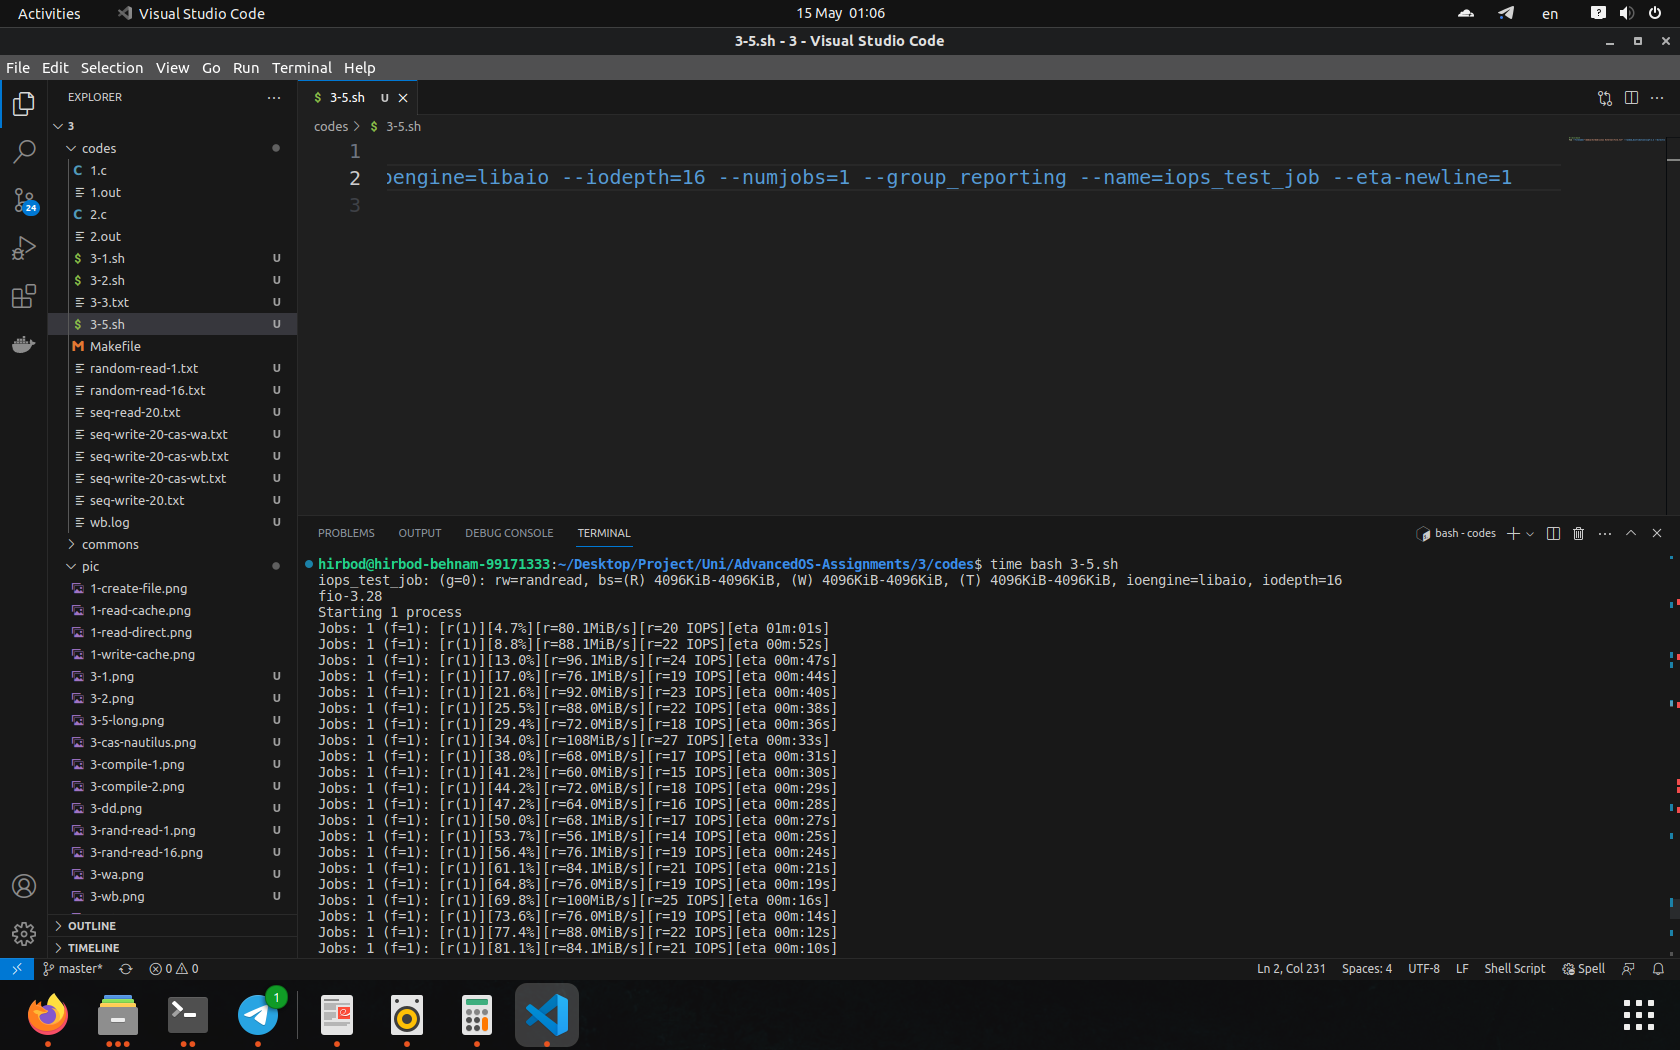 Activities
Visual Studio Code
15 May 01:06
en
3-5.sh - 3 - Visual Studio Code
File Edit Selection View Go Run Terminal Help
EXPLORER
3
codes
C 1.c
1.out
C 2.c
2.out
$ 3-1.sh U
$ 3-2.sh U
3-3.txt U
$ 3-5.sh U
M Makefile
random-read-1.txt U
random-read-16.txt U
seq-read-20.txt U
seq-write-20-cas-wa.txt U
seq-write-20-cas-wb.txt U
seq-write-20-cas-wt.txt U
seq-write-20.txt U
wb.log U
commons
pic
1-create-file.png
1-read-cache.png
1-read-direct.png
1-write-cache.png
3-1.png U
3-2.png U
3-5-long.png U
3-cas-nautilus.png U
3-compile-1.png U
3-compile-2.png U
3-dd.png U
3-rand-read-1.png U
3-rand-read-16.png U
3-wa.png U
3-wb.png U
OUTLINE
TIMELINE
24
$ 3-5.sh U
codes > $ 3-5.sh
1
2 oengine=libaio --iodepth=16 --numjobs=1 --group_reporting --name=iops_test_job --eta-newline=1
3
PROBLEMS OUTPUT DEBUG CONSOLE TERMINAL
bash - codes
hirbod@hirbod-behnam-99171333:~/Desktop/Project/Uni/AdvancedOS-Assignments/3/codes$ time bash 3-5.sh
iops_test_job: (g=0): rw=randread, bs=(R) 4096KiB-4096KiB, (W) 4096KiB-4096KiB, (T) 4096KiB-4096KiB, ioengine=libaio, iodepth=16
fio-3.28
Starting 1 process
Jobs: 1 (f=1): [r(1)][4.7%][r=80.1MiB/s][r=20 IOPS][eta 01m:01s]
Jobs: 1 (f=1): [r(1)][8.8%][r=88.1MiB/s][r=22 IOPS][eta 00m:52s]
Jobs: 1 (f=1): [r(1)][13.0%][r=96.1MiB/s][r=24 IOPS][eta 00m:47s]
Jobs: 1 (f=1): [r(1)][17.0%][r=76.1MiB/s][r=19 IOPS][eta 00m:44s]
Jobs: 1 (f=1): [r(1)][21.6%][r=92.0MiB/s][r=23 IOPS][eta 00m:40s]
Jobs: 1 (f=1): [r(1)][25.5%][r=88.0MiB/s][r=22 IOPS][eta 00m:38s]
Jobs: 1 (f=1): [r(1)][29.4%][r=72.0MiB/s][r=18 IOPS][eta 00m:36s]
Jobs: 1 (f=1): [r(1)][34.0%][r=108MiB/s][r=27 IOPS][eta 00m:33s]
Jobs: 1 (f=1): [r(1)][38.0%][r=68.0MiB/s][r=17 IOPS][eta 00m:31s]
Jobs: 1 (f=1): [r(1)][41.2%][r=60.0MiB/s][r=15 IOPS][eta 00m:30s]
Jobs: 1 (f=1): [r(1)][44.2%][r=72.0MiB/s][r=18 IOPS][eta 00m:29s]
Jobs: 1 (f=1): [r(1)][47.2%][r=64.0MiB/s][r=16 IOPS][eta 00m:28s]
Jobs: 1 (f=1): [r(1)][50.0%][r=68.1MiB/s][r=17 IOPS][eta 00m:27s]
Jobs: 1 (f=1): [r(1)][53.7%][r=56.1MiB/s][r=14 IOPS][eta 00m:25s]
Jobs: 1 (f=1): [r(1)][56.4%][r=76.1MiB/s][r=19 IOPS][eta 00m:24s]
Jobs: 1 (f=1): [r(1)][61.1%][r=84.1MiB/s][r=21 IOPS][eta 00m:21s]
Jobs: 1 (f=1): [r(1)][64.8%][r=76.0MiB/s][r=19 IOPS][eta 00m:19s]
Jobs: 1 (f=1): [r(1)][69.8%][r=100MiB/s][r=25 IOPS][eta 00m:16s]
Jobs: 1 (f=1): [r(1)][73.6%][r=76.0MiB/s][r=19 IOPS][eta 00m:14s]
Jobs: 1 (f=1): [r(1)][77.4%][r=88.0MiB/s][r=22 IOPS][eta 00m:12s]
Jobs: 1 (f=1): [r(1)][81.1%][r=84.1MiB/s][r=21 IOPS][eta 00m:10s]
master* 0 0
Ln 2, Col 231 Spaces: 4 UTF-8 LF Shell Script Spell
1